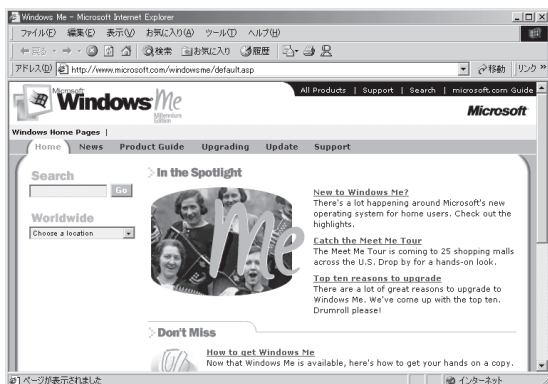 Windows Me - Microsoft Internet Explorer
ファイル(F) 編集(E) 表示(V) お気に入り(A) ツール(T) ヘルプ(H)
戻る 検索 お気に入り 履歴
アドレス(D) http://www.microsoft.com/windowsme/default.asp 移動 リンク »
All Products | Support | Search | microsoft.com Guide
Microsoft
Windows Me
Millennium
Edition
Microsoft
Windows Home Pages |
Home News Product Guide Upgrading Update Support
Search
Go
Worldwide
Choose a location
In the Spotlight
Me
New to Windows Me?
There's a lot happening around Microsoft's new
operating system for home users. Check out the
highlights.
Catch the Meet Me Tour
The Meet Me Tour is coming to 25 shopping malls
across the U.S. Drop by for a hands-on look.
Top ten reasons to upgrade
There are a lot of great reasons to upgrade to
Windows Me. We've come up with the top ten.
Drumroll please!
Don't Miss
How to get Windows Me
Now that Windows Me is available, here's how to get your hands on a copy.
ページが表示されました インターネット